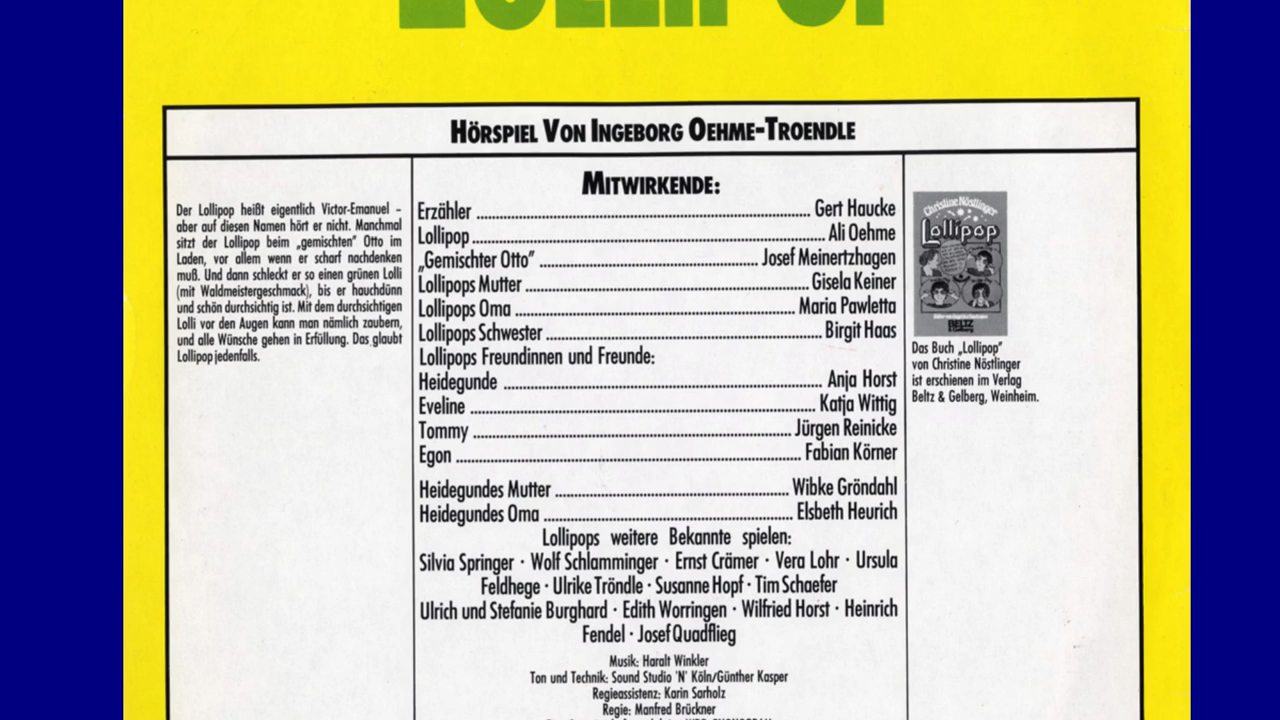 LOLLIPOP
HÖRSPIEL VON INGEBORG OEHME-TROENDLE
Der Lollipop heißt eigentlich Victor-Emanuel –
aber auf diesen Namen hört er nicht. Manchmal
sitzt der Lollipop beim „gemischten" Otto im
Laden, vor allem wenn er scharf nachdenken
muß. Und dann schleckt er so einen grünen Lolli
(mit Waldmeistergeschmack), bis er hauchdünn
und schön durchsichtig ist. Mit dem durchsichtigen
Lolli vor den Augen kann man nämlich zaubern,
und alle Wünsche gehen in Erfüllung. Das glaubt
Lollipop jedenfalls.
MITWIRKENDE:
Erzähler ........ Gert Haucke
Lollipop ........ Ali Oehme
„Gemischter Otto" ........ Josef Meinertzhagen
Lollipops Mutter ........ Gisela Keiner
Lollipops Oma ........ Maria Pawletta
Lollipops Schwester ........ Birgit Haas
Lollipops Freundinnen und Freunde:
Heidegunde ........ Anja Horst
Eveline ........ Katja Wittig
Tommy ........ Jürgen Reinicke
Egon ........ Fabian Körner
Heidegundes Mutter ........ Wibke Gröndahl
Heidegundes Oma ........ Elsbeth Heurich
Lollipops weitere Bekannte spielen:
Silvia Springer · Wolf Schlamminger · Ernst Crämer · Vera Lohr · Ursula
Feldhege · Ulrike Tröndle · Susanne Hopf · Tim Schaefer
Ulrich und Stefanie Burghard · Edith Worringen · Wilfried Horst · Heinrich
Fendel · Josef Quadflieg
Musik: Haralt Winkler
Ton und Technik: Sound Studio 'N' Köln/Günther Kasper
Regieassistenz: Karin Sarholz
Regie: Manfred Brückner
Christine Nöstlinger
Lollipop
BELTZ
Das Buch „Lollipop"
von Christine Nöstlinger
ist erschienen im Verlag
Beltz & Gelberg, Weinheim.